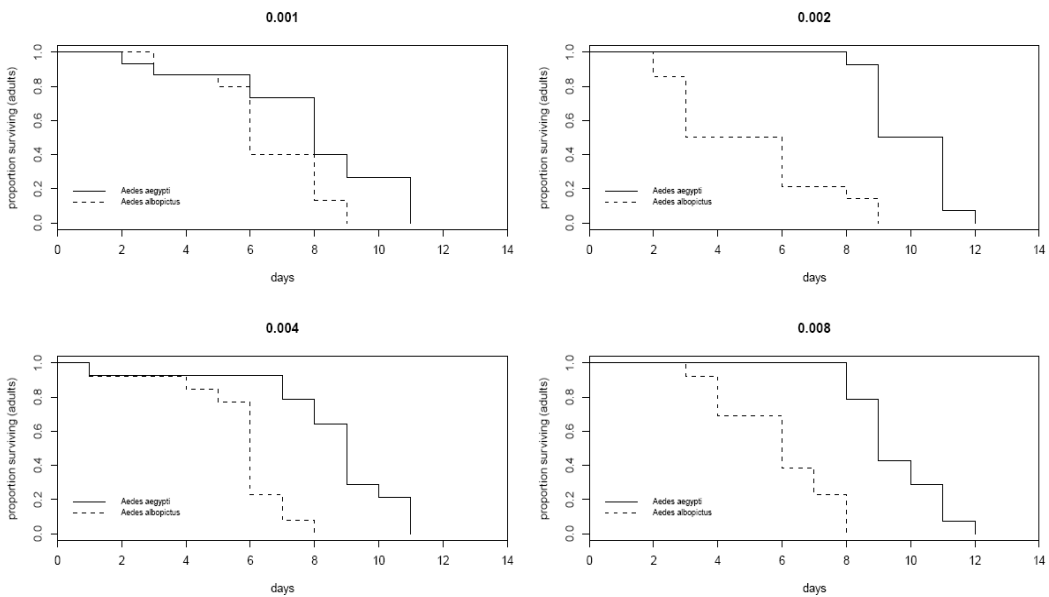 0.001
proportion surviving (adults)
1.0
0.8
0.6
0.4
0.2
0.0
Aedes aegypti
Aedes albopictus
0 2 4 6 8 10 12 14
days
0.002
proportion surviving (adults)
1.0
0.8
0.6
0.4
0.2
0.0
Aedes aegypti
Aedes albopictus
0 2 4 6 8 10 12 14
days
0.004
proportion surviving (adults)
1.0
0.8
0.6
0.4
0.2
0.0
Aedes aegypti
Aedes albopictus
0 2 4 6 8 10 12 14
days
0.008
proportion surviving (adults)
1.0
0.8
0.6
0.4
0.2
0.0
Aedes aegypti
Aedes albopictus
0 2 4 6 8 10 12 14
days